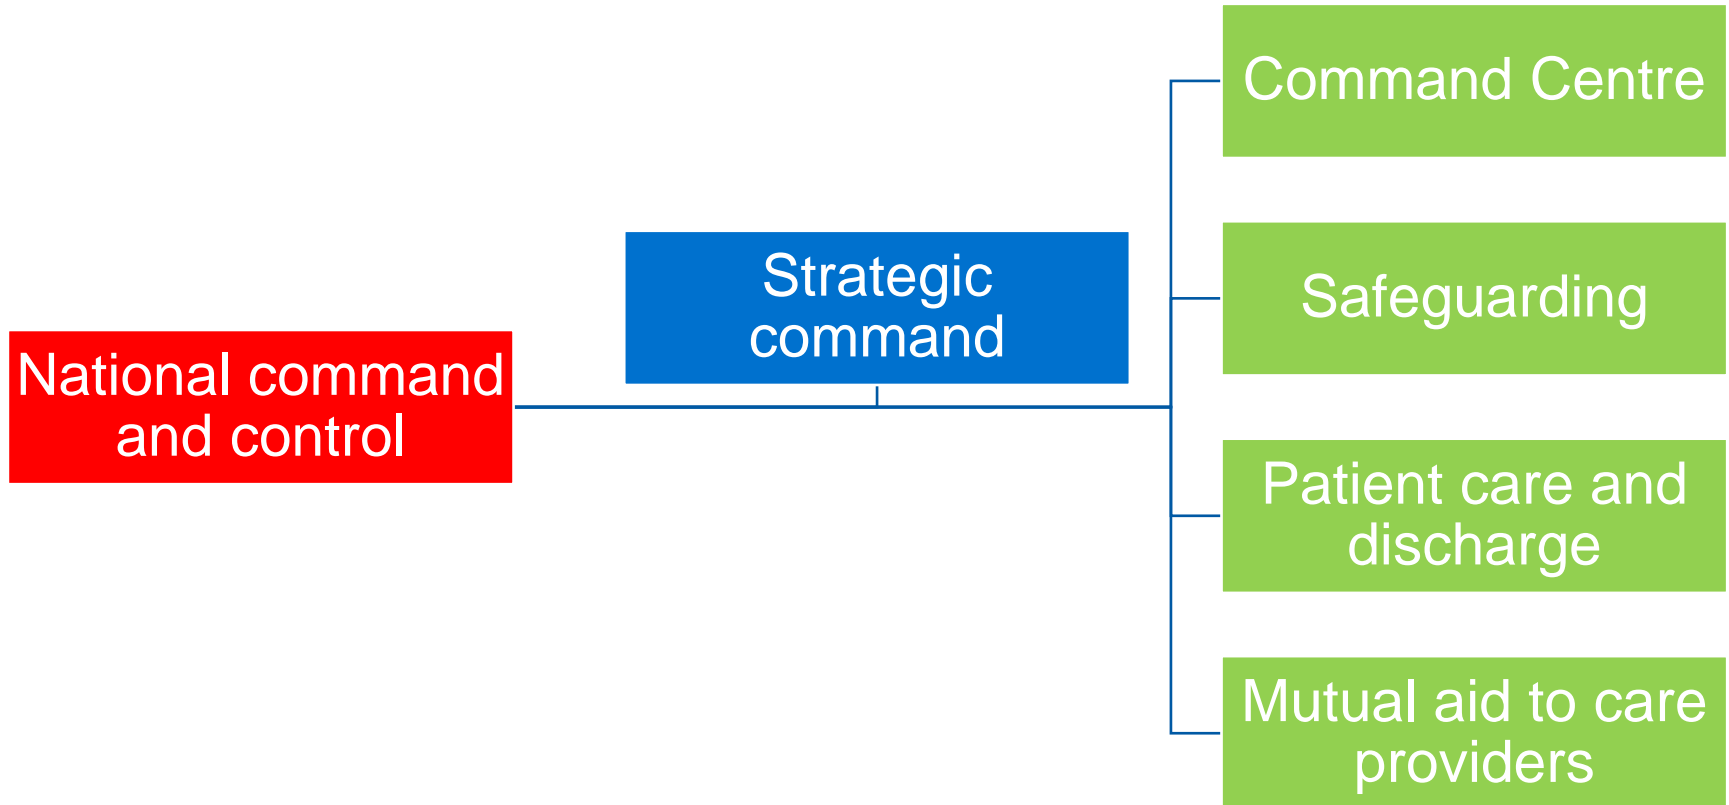 National command
and control
Strategic
command
Command Centre
Safeguarding
Patient care and
discharge
Mutual aid to care
providers